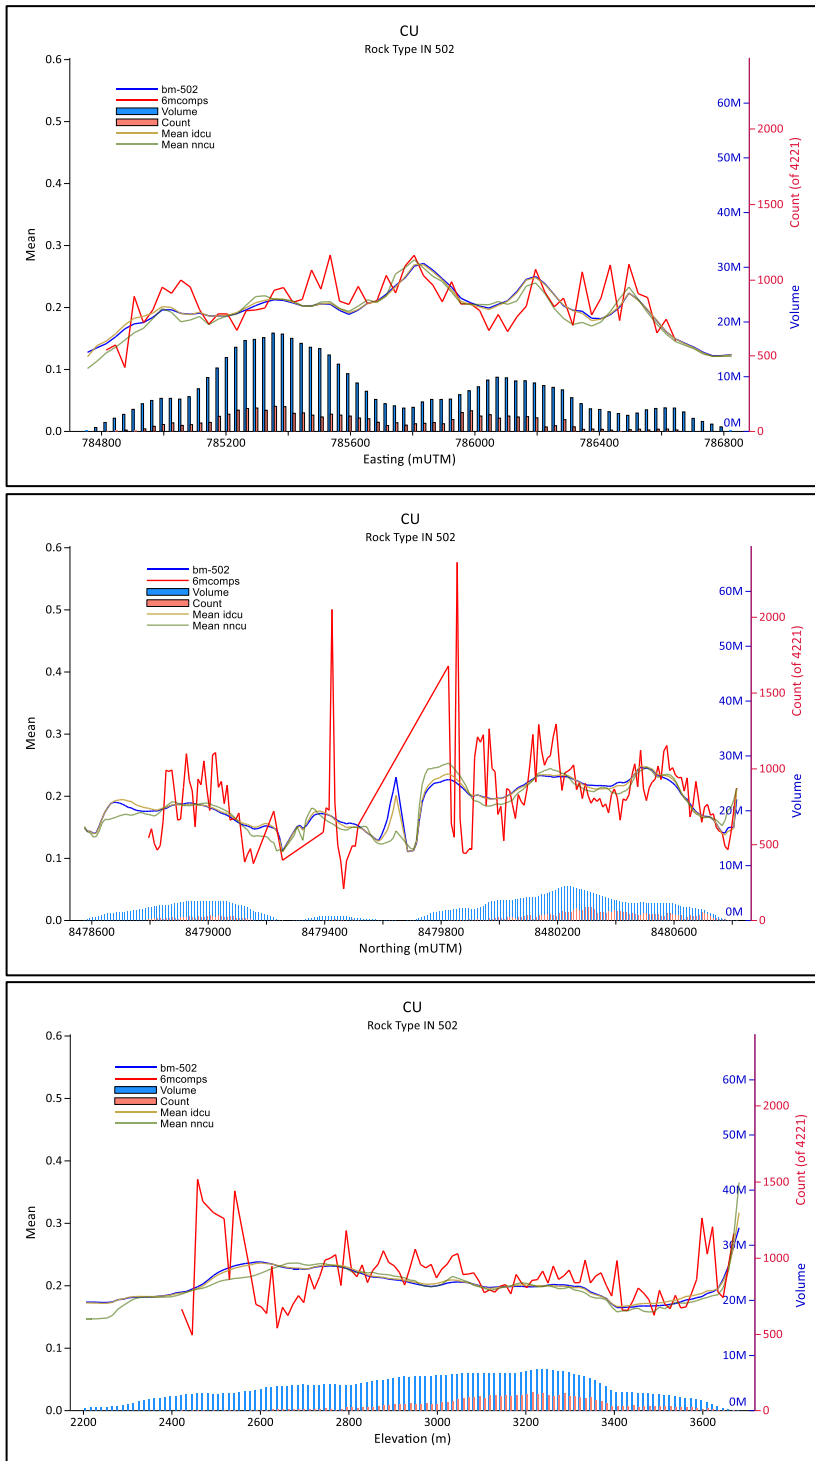 CU
Rock Type IN 502
0.6
0.5
0.4
0.3
0.2
0.1
0.0
Mean
bm-502
6mcomps
Volume
Count
Mean idcu
Mean nncu
60M
50M
40M
30M
20M
10M
0M
Volume
2000
1500
1000
500
0
Count (of 4221)
784800 785200 785600 786000 786400 786800
Easting (mUTM)
CU
Rock Type IN 502
0.6
0.5
0.4
0.3
0.2
0.1
0.0
Mean
bm-502
6mcomps
Volume
Count
Mean idcu
Mean nncu
60M
50M
40M
30M
20M
10M
0M
Volume
2000
1500
1000
500
0
Count (of 4221)
8478600 8479000 8479400 8479800 8480200 8480600
Northing (mUTM)
CU
Rock Type IN 502
0.6
0.5
0.4
0.3
0.2
0.1
0.0
Mean
bm-502
6mcomps
Volume
Count
Mean idcu
Mean nncu
60M
50M
40M
30M
20M
10M
0M
Volume
2000
1500
1000
500
0
Count (of 4221)
2200 2400 2600 2800 3000 3200 3400 3600
Elevation (m)